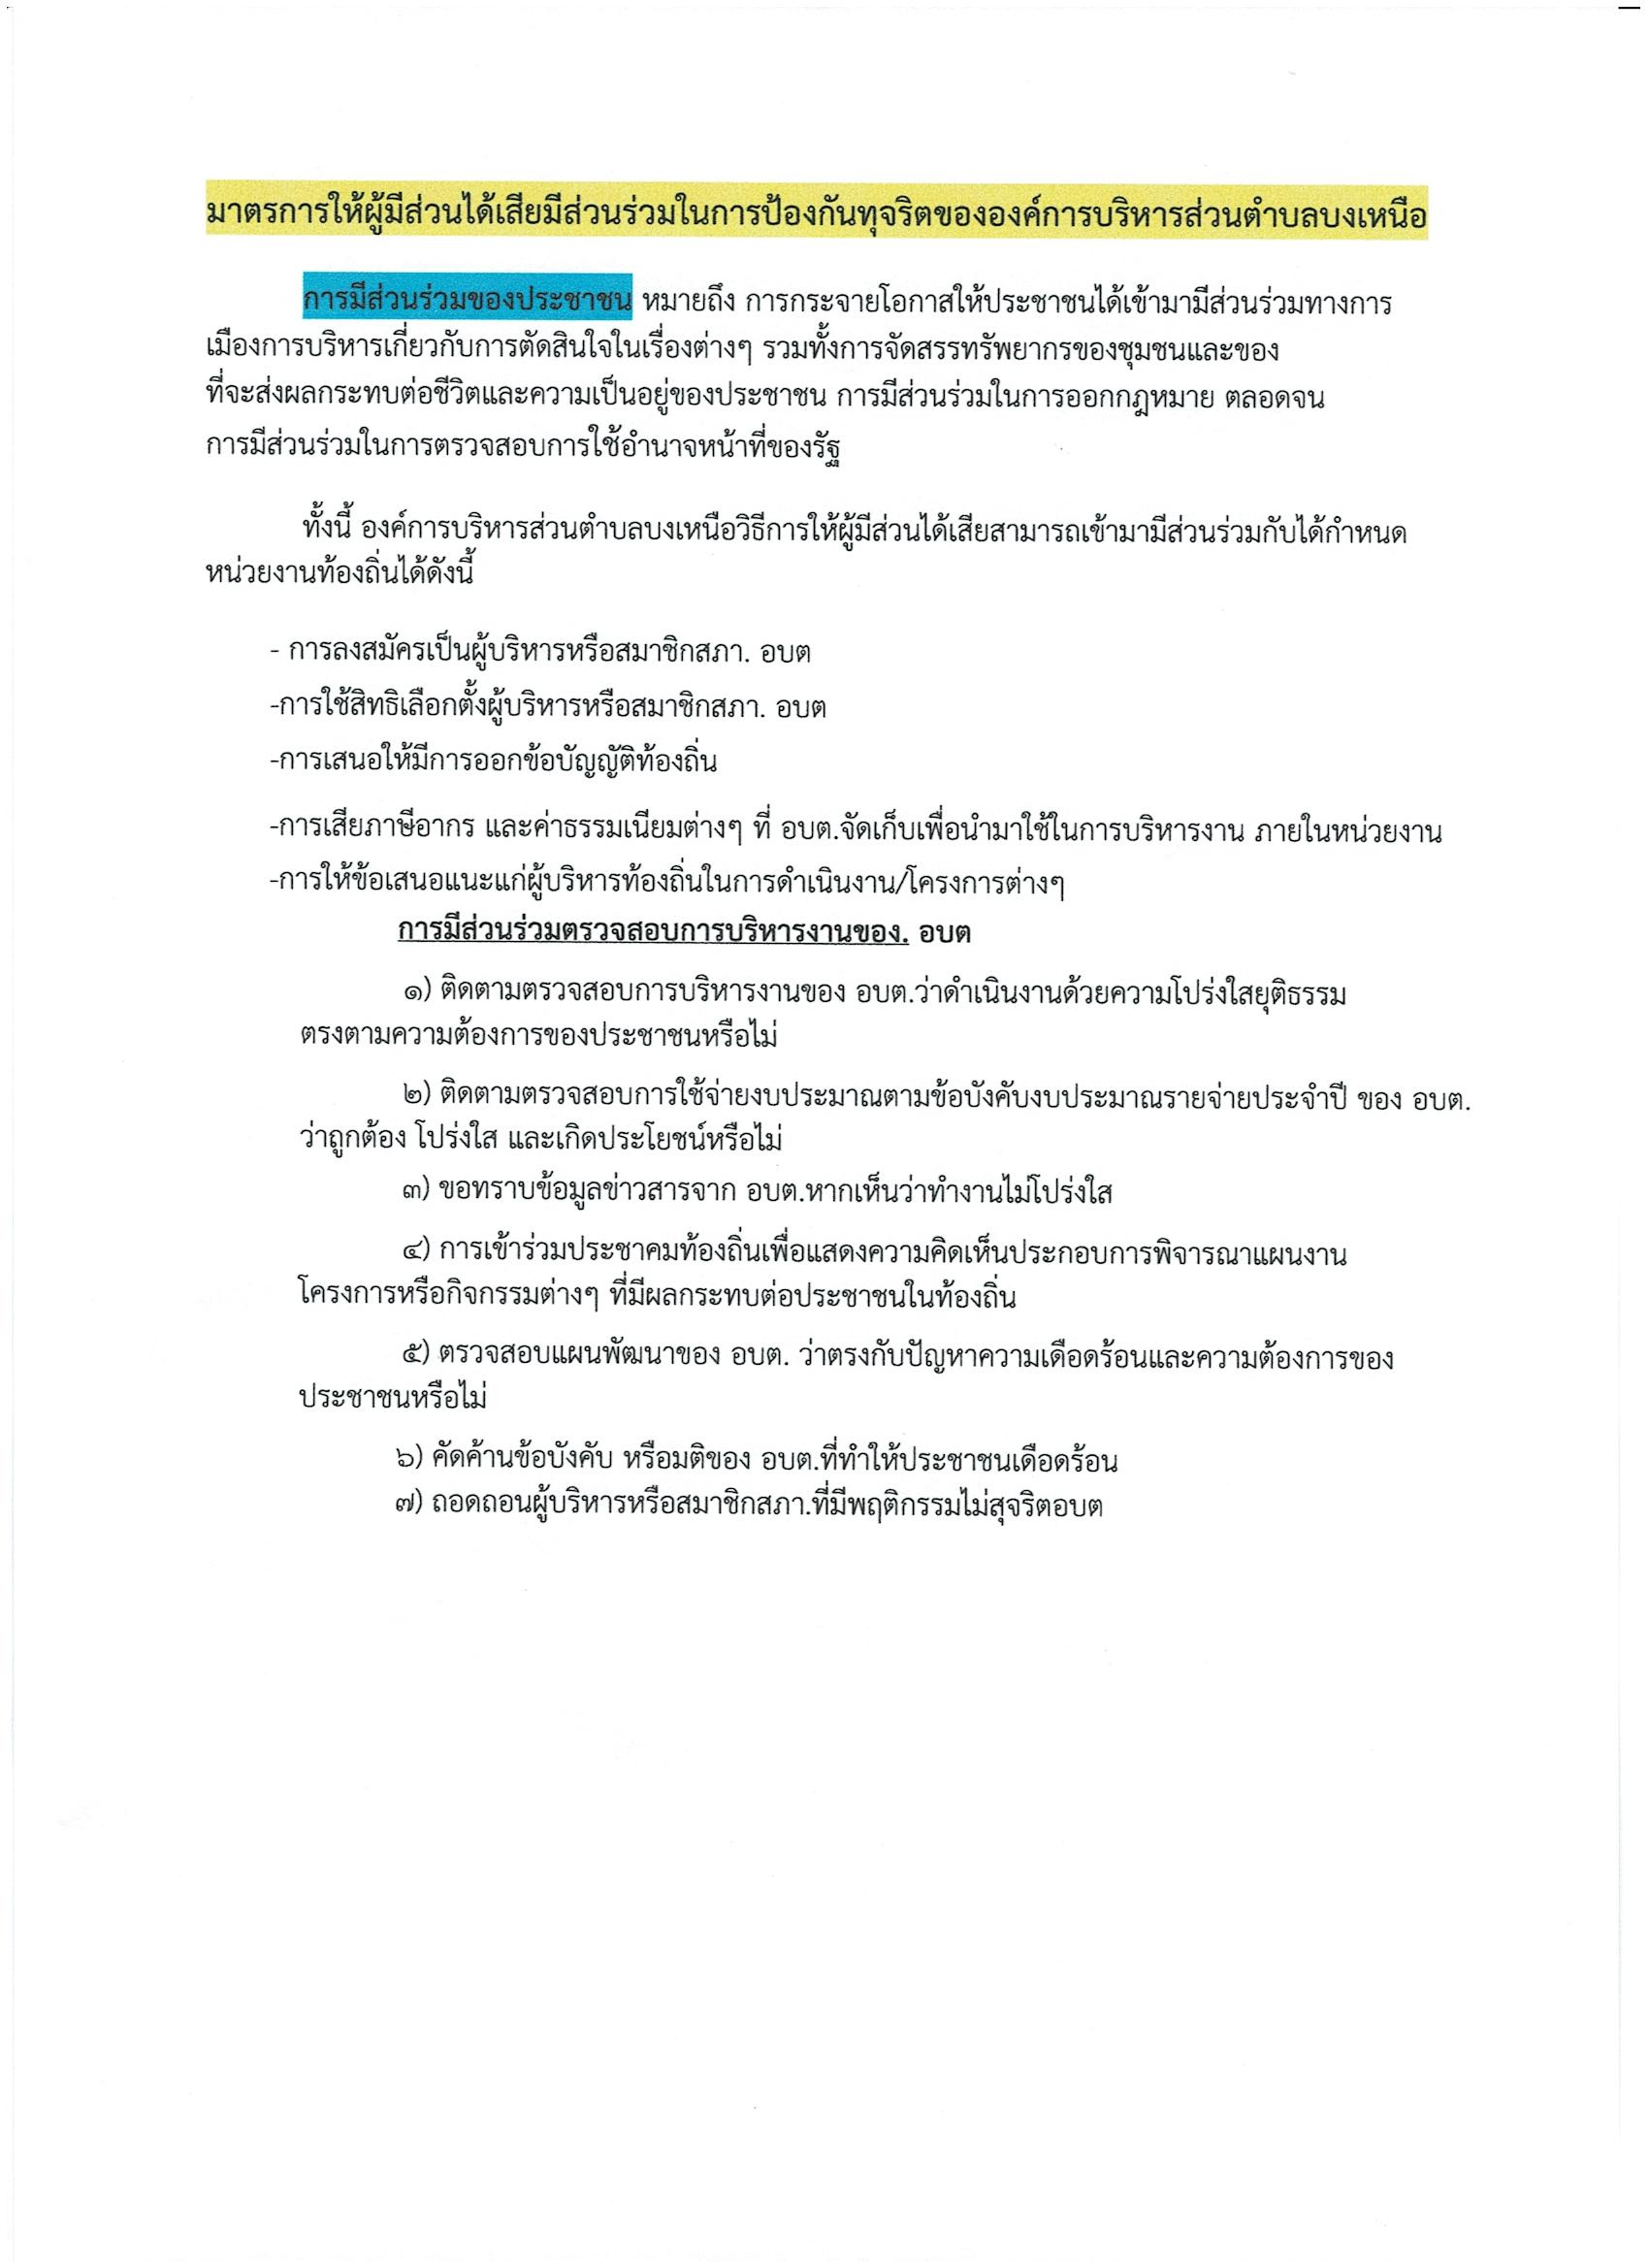 มาตรการให้ผู้มีส่วนได้เสียมีส่วนร่วมในการป้องกันทุจริตขององค์การบริหารส่วนตำบลบงเหนือ
การมีส่วนร่วมของประชาชน หมายถึง การกระจายโอกาสให้ประชาชนได้เข้ามามีส่วนร่วมทางการ
เมืองการบริหารเกี่ยวกับการตัดสินใจในเรื่องต่างๆ รวมทั้งการจัดสรรทรัพยากรของชุมชนและของ
ที่จะส่งผลกระทบต่อชีวิตและความเป็นอยู่ของประชาชน การมีส่วนร่วมในการออกกฎหมาย ตลอดจน
การมีส่วนร่วมในการตรวจสอบการใช้อำนาจหน้าที่ของรัฐ
ทั้งนี้ องค์การบริหารส่วนตำบลบงเหนือวิธีการให้ผู้มีส่วนได้เสียสามารถเข้ามามีส่วนร่วมกับได้กำหนด
หน่วยงานท้องถิ่นได้ดังนี้
- การลงสมัครเป็นผู้บริหารหรือสมาชิกสภา. อบต
-การใช้สิทธิเลือกตั้งผู้บริหารหรือสมาชิกสภา. อบต
-การเสนอให้มีการออกข้อบัญญัติท้องถิ่น
-การเสียภาษีอากร และค่าธรรมเนียมต่างๆ ที่ อบต.จัดเก็บเพื่อนำมาใช้ในการบริหารงาน ภายในหน่วยงาน
-การให้ข้อเสนอแนะแก่ผู้บริหารท้องถิ่นในการดำเนินงาน/โครงการต่างๆ
การมีส่วนร่วมตรวจสอบการบริหารงานของ. อบต
๑) ติดตามตรวจสอบการบริหารงานของ อบต.ว่าดำเนินงานด้วยความโปร่งใสยุติธรรม
ตรงตามความต้องการของประชาชนหรือไม่
๒) ติดตามตรวจสอบการใช้จ่ายงบประมาณตามข้อบังคับงบประมาณรายจ่ายประจำปี ของ อบต.
ว่าถูกต้อง โปร่งใส และเกิดประโยชน์หรือไม่
๓) ขอทราบข้อมูลข่าวสารจาก อบต.หากเห็นว่าทำงานไม่โปร่งใส
๔) การเข้าร่วมประชาคมท้องถิ่นเพื่อแสดงความคิดเห็นประกอบการพิจารณาแผนงาน
โครงการหรือกิจกรรมต่างๆ ที่มีผลกระทบต่อประชาชนในท้องถิ่น
๕) ตรวจสอบแผนพัฒนาของ อบต. ว่าตรงกับปัญหาความเดือดร้อนและความต้องการของ
ประชาชนหรือไม่
๖) คัดค้านข้อบังคับ หรือมติของ อบต.ที่ทำให้ประชาชนเดือดร้อน
๗) ถอดถอนผู้บริหารหรือสมาชิกสภา.ที่มีพฤติกรรมไม่สุจริตอบต